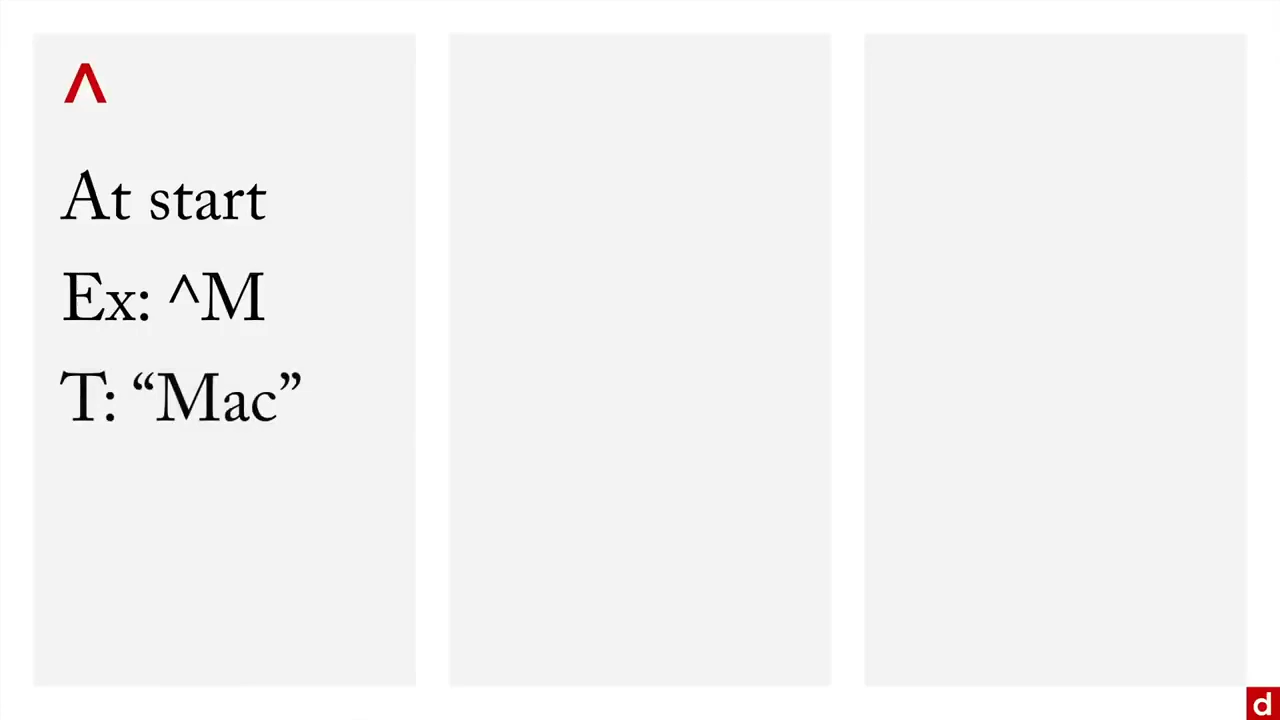 ^
At start
Ex: ^M
T: “Mac”
d